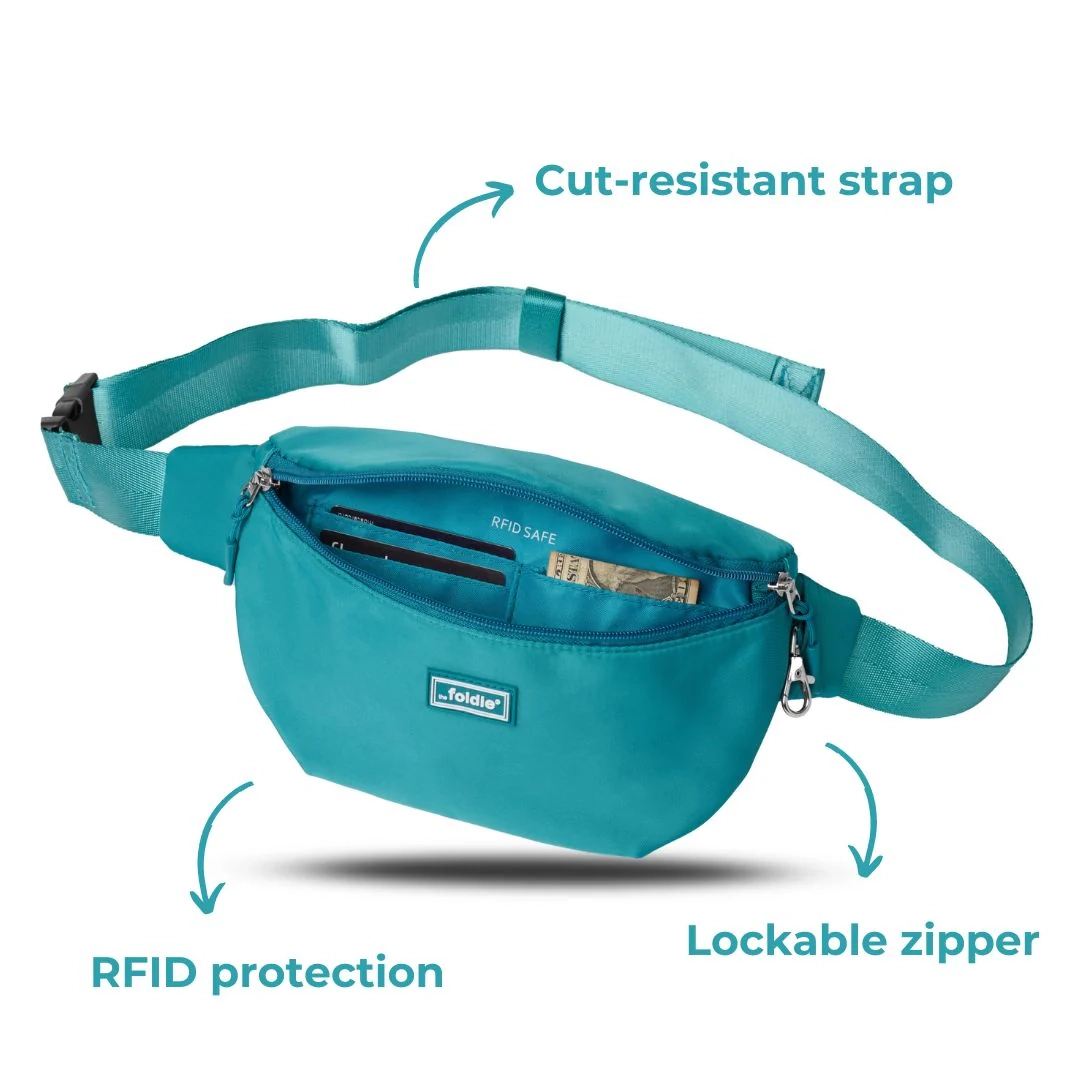 Cut-resistant strap
RFID SAFE
the foldie®
RFID protection
Lockable zipper